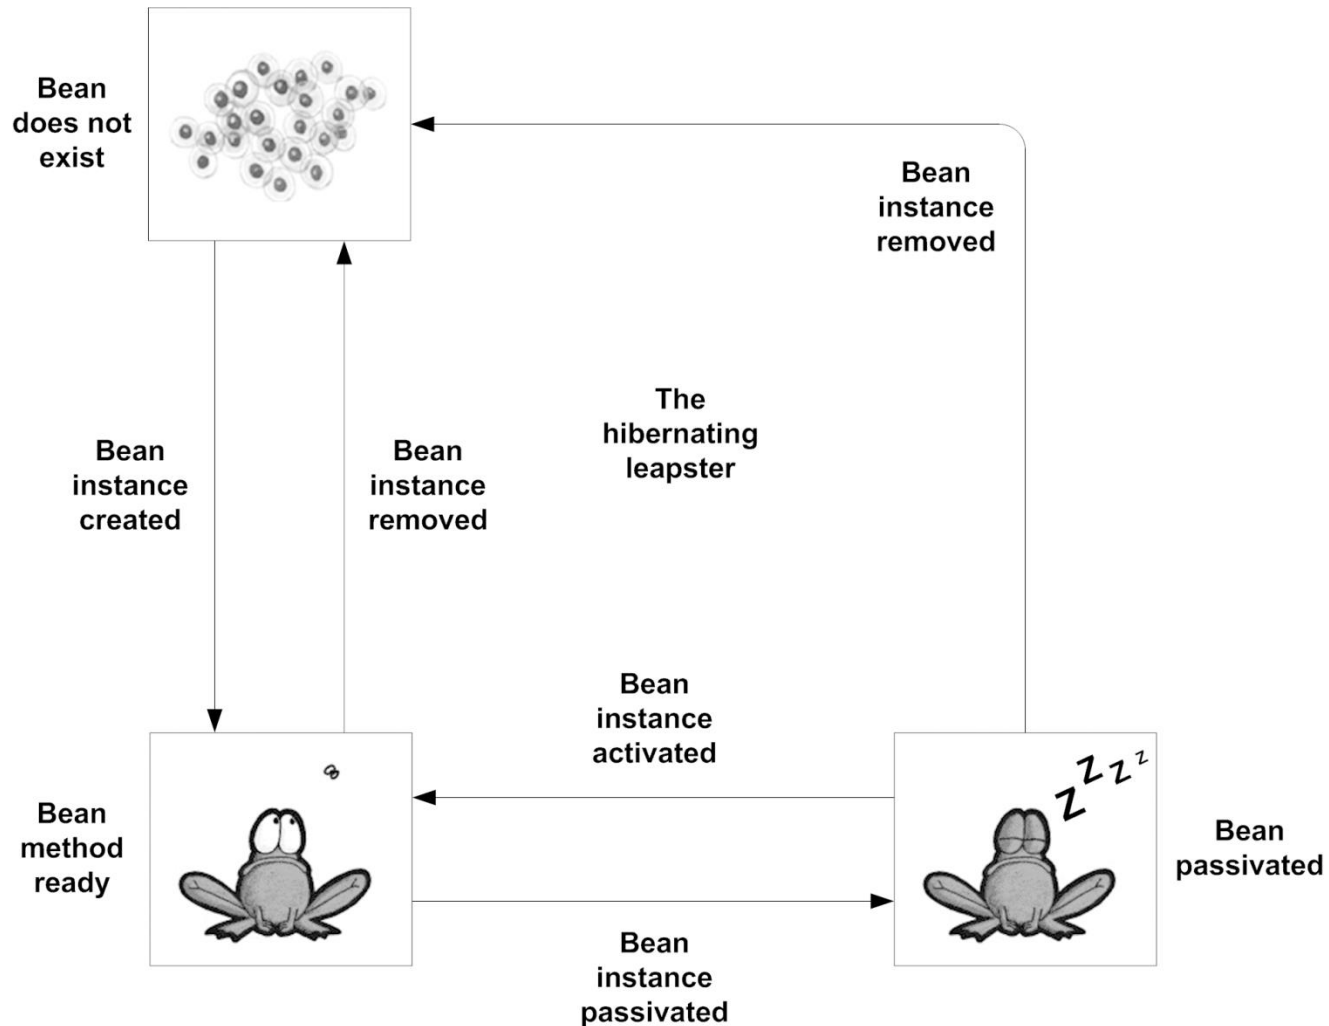 Bean
does not
exist
Bean
instance
removed
The
hibernating
leapster
Bean
instance
created
Bean
instance
removed
Bean
instance
activated
Bean
method
ready
z z z z
Bean
passivated
Bean
instance
passivated